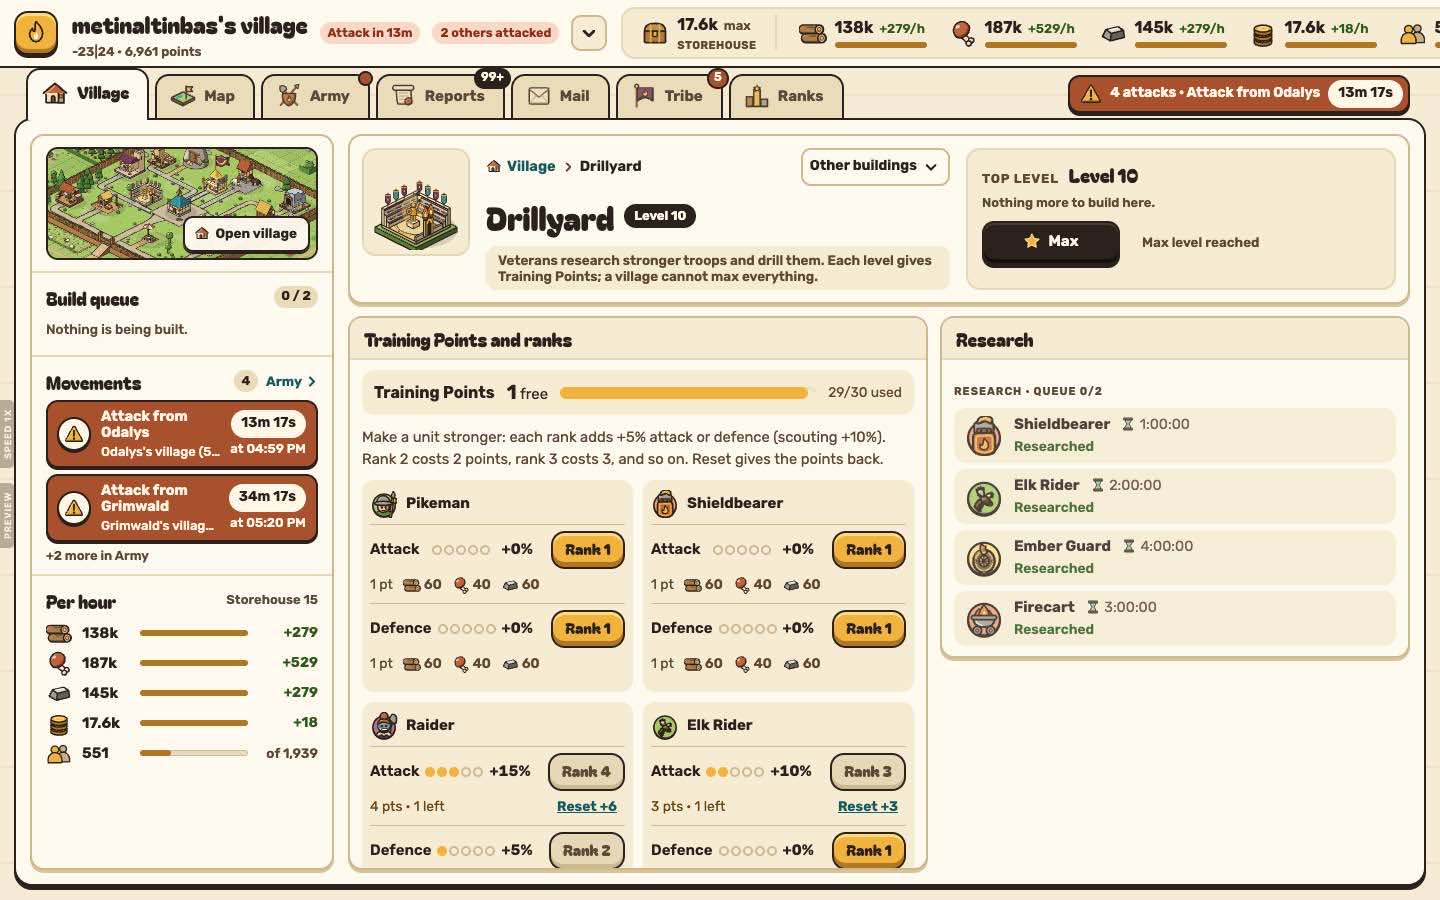 metinaltinbas's village
-23|24 • 6,961 points
Attack in 13m
2 others attacked
17.6k max
STOREHOUSE
138k +279/h
187k +529/h
145k +279/h
17.6k +18/h
Village
Map
Army
Reports
99+
Mail
Tribe
5
Ranks
4 attacks • Attack from Odalys 13m 17s
SPEED 1X
PREVIEW
Open village
Build queue 0 / 2
Nothing is being built.
Movements 4 Army
Attack from Odalys
13m 17s
Odalys's village (5... at 04:59 PM
Attack from Grimwald
34m 17s
Grimwald's villag... at 05:20 PM
+2 more in Army
Per hour Storehouse 15
138k +279
187k +529
145k +279
17.6k +18
551 of 1,939
Village > Drillyard
Other buildings
Drillyard Level 10
Veterans research stronger troops and drill them. Each level gives
Training Points; a village cannot max everything.
TOP LEVEL Level 10
Nothing more to build here.
Max
Max level reached
Training Points and ranks
Training Points 1 free 29/30 used
Make a unit stronger: each rank adds +5% attack or defence (scouting +10%).
Rank 2 costs 2 points, rank 3 costs 3, and so on. Reset gives the points back.
Pikeman
Attack +0% Rank 1
1 pt 60 40 60
Defence +0% Rank 1
1 pt 60 40 60
Shieldbearer
Attack +0% Rank 1
1 pt 60 40 60
Defence +0% Rank 1
1 pt 60 40 60
Raider
Attack +15% Rank 4
4 pts • 1 left Reset +6
Defence +5% Rank 2
Elk Rider
Attack +10% Rank 3
3 pts • 1 left Reset +3
Defence +0% Rank 1
Research
RESEARCH • QUEUE 0/2
Shieldbearer 1:00:00
Researched
Elk Rider 2:00:00
Researched
Ember Guard 4:00:00
Researched
Firecart 3:00:00
Researched